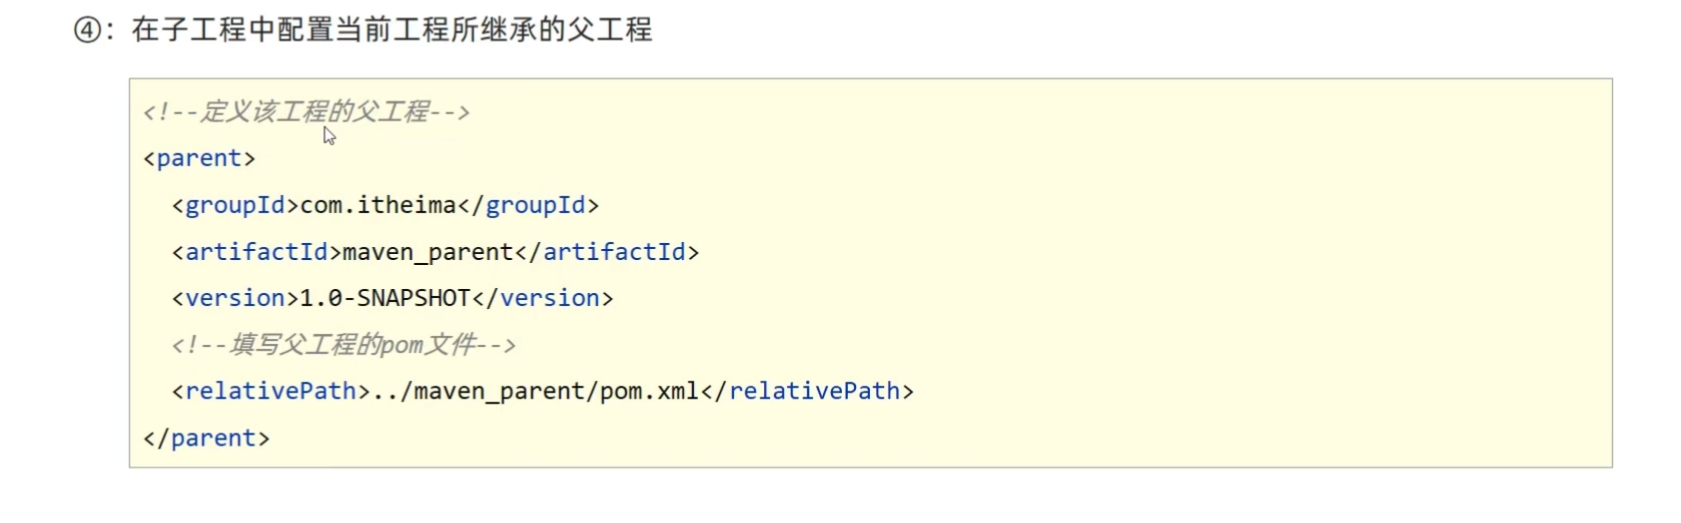 ④：在子工程中配置当前工程所继承的父工程
<!--定义该工程的父工程-->
<parent>
  <groupId>com.itheima</groupId>
  <artifactId>maven_parent</artifactId>
  <version>1.0-SNAPSHOT</version>
  <!--填写父工程的pom文件-->
  <relativePath>../maven_parent/pom.xml</relativePath>
</parent>